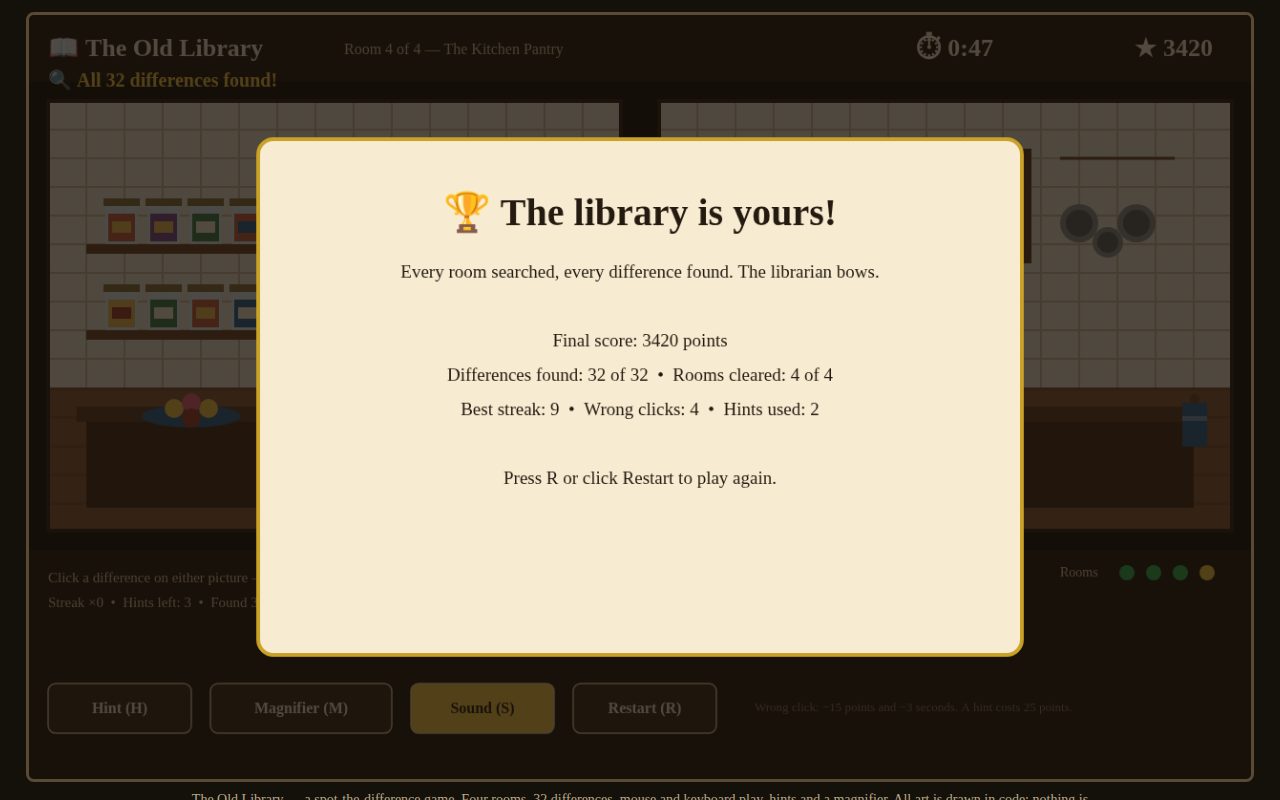 📖 The Old Library
Room 4 of 4 — The Kitchen Pantry
⏱ 0:47
★ 3420
🔍 All 32 differences found!
🏆 The library is yours!
Every room searched, every difference found. The librarian bows.
Final score: 3420 points
Differences found: 32 of 32 • Rooms cleared: 4 of 4
Best streak: 9 • Wrong clicks: 4 • Hints used: 2
Press R or click Restart to play again.
Click a difference on either picture
Rooms
Streak ×0 • Hints left: 3 • Found
Hint (H)
Magnifier (M)
Sound (S)
Restart (R)
Wrong click: −15 points and −3 seconds. A hint costs 25 points.
The Old Library — a spot-the-difference game. Four rooms, 32 differences, mouse and keyboard play, hints and a magnifier. All art is drawn in code; nothing is